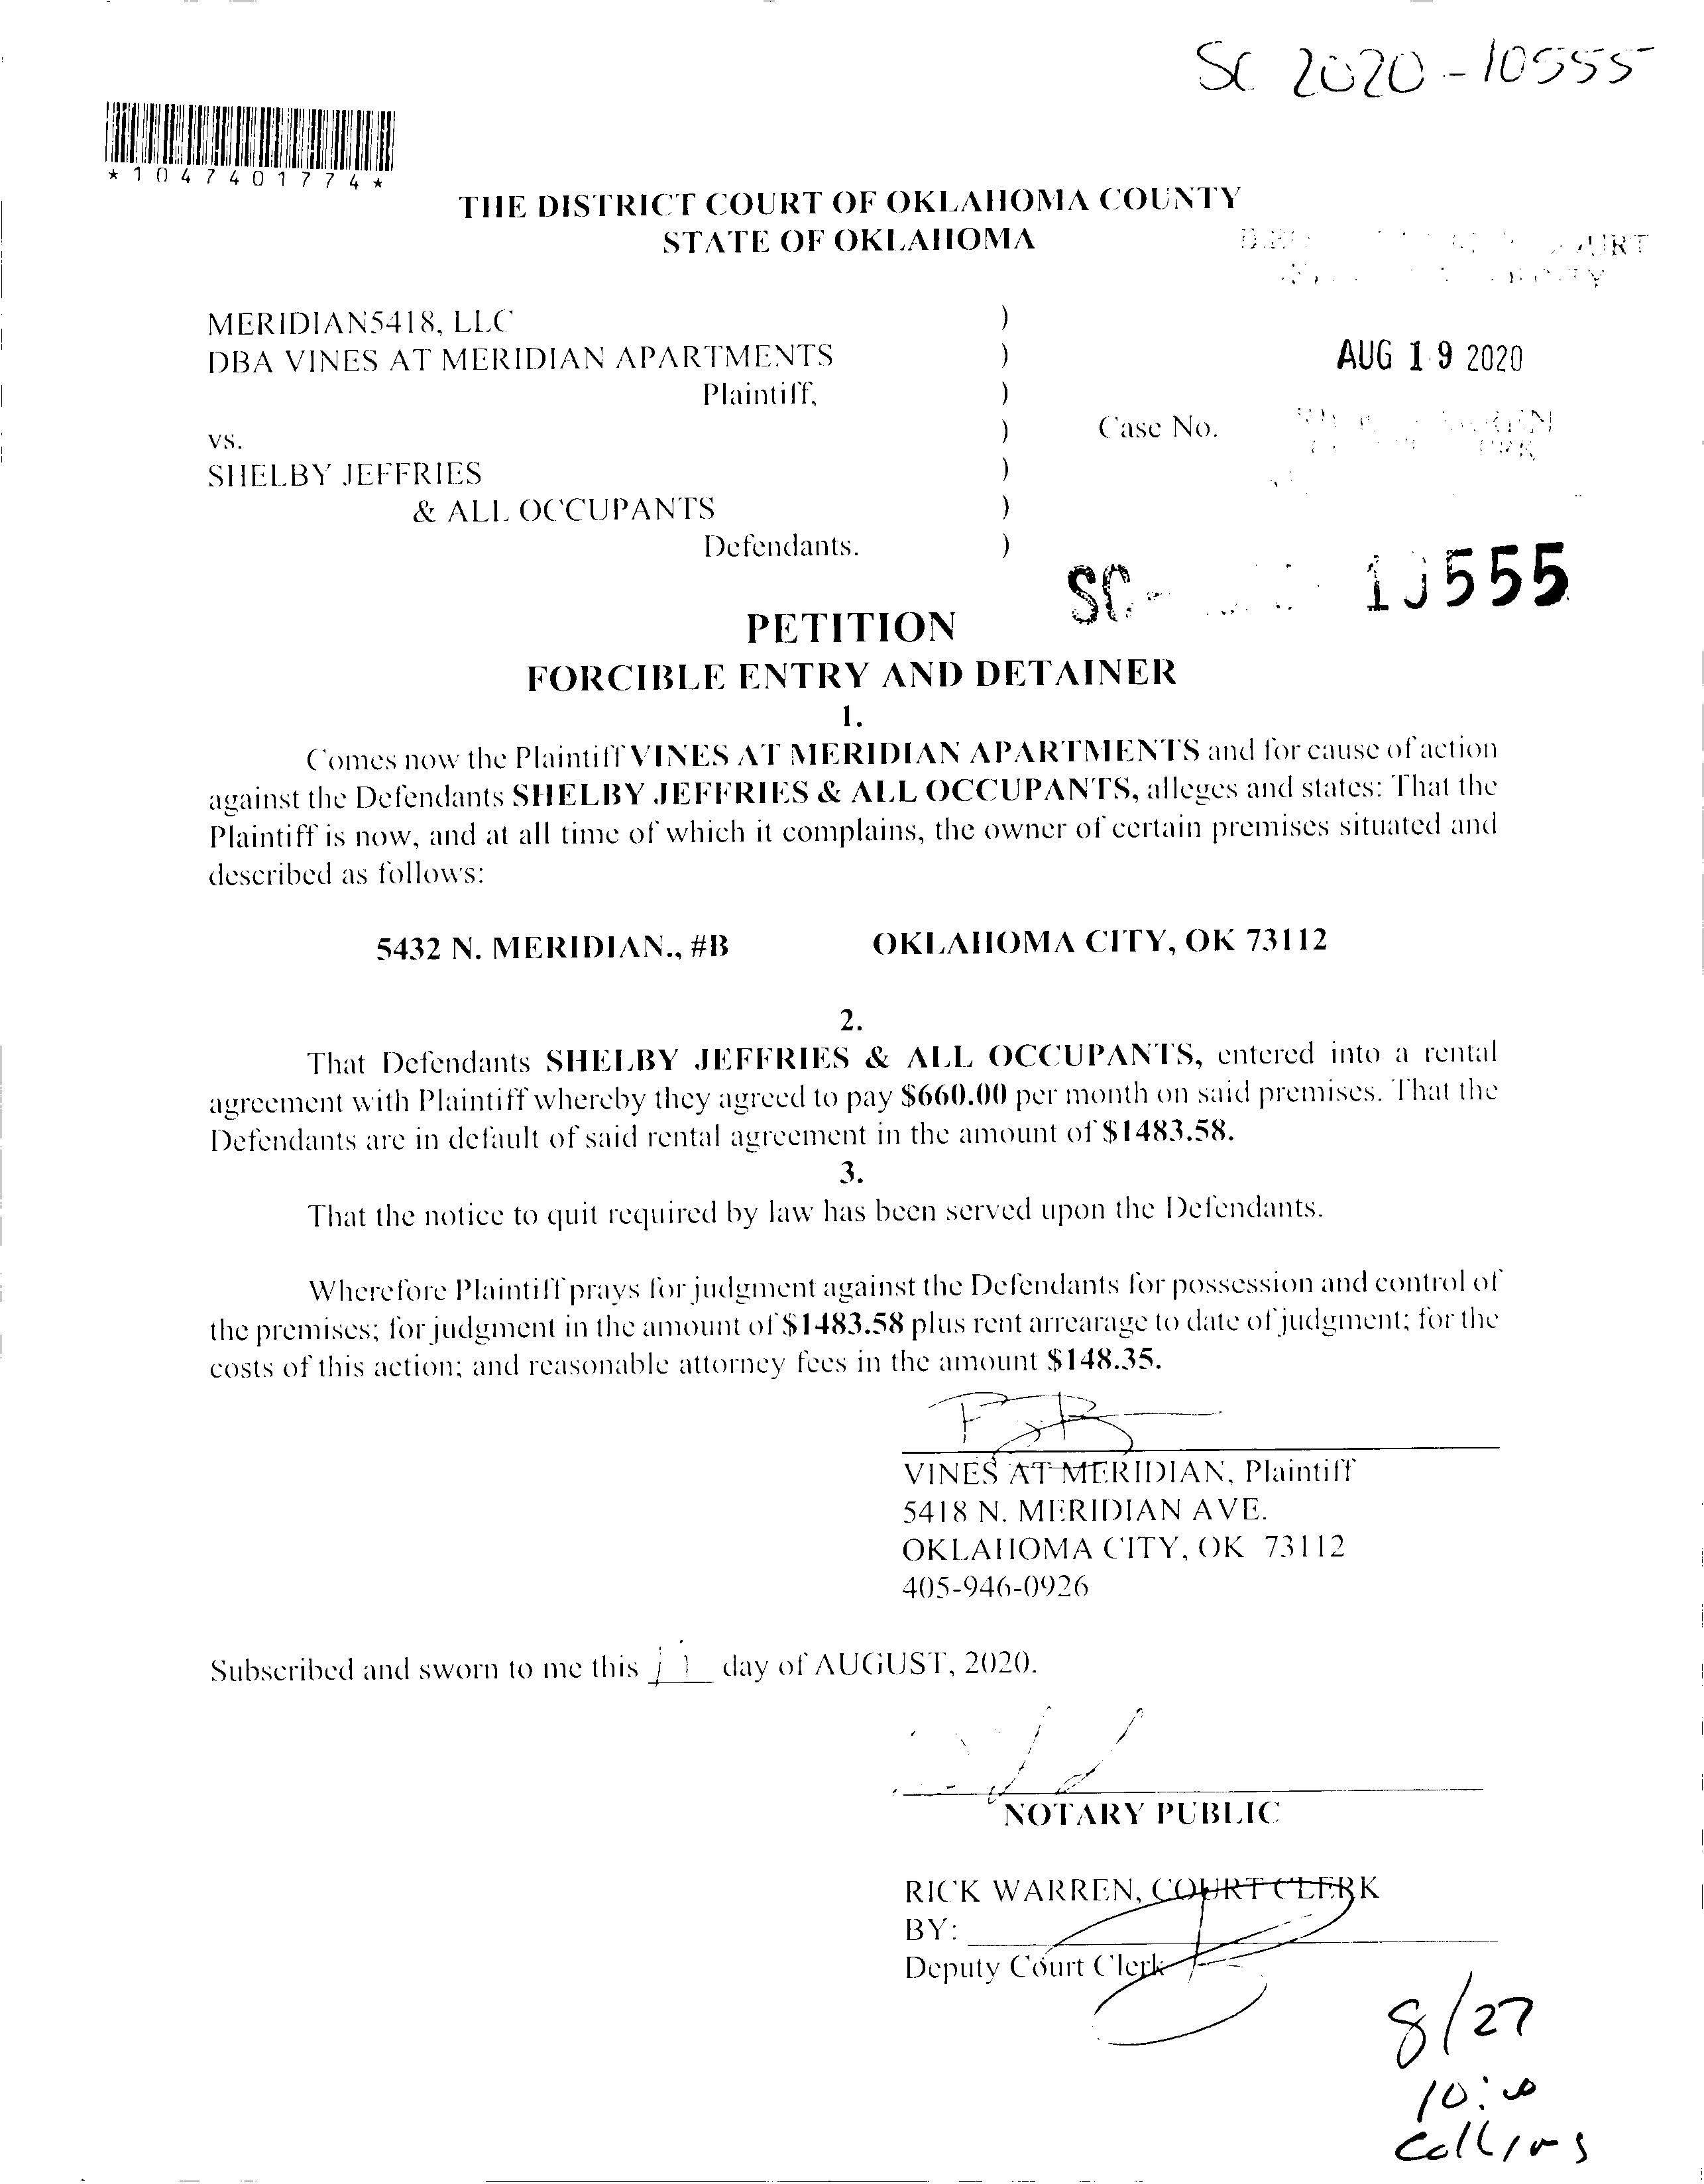 SC 2020-10555
*1047401774*
THE DISTRICT COURT OF OKLAHOMA COUNTY
STATE OF OKLAHOMA
MERIDIAN5418, LLC )
DBA VINES AT MERIDIAN APARTMENTS )
Plaintiff, )
AUG 19 2020
vs. ) Case No.
SHELBY JEFFRIES )
& ALL OCCUPANTS )
Defendants. )
SC- 10555
PETITION
FORCIBLE ENTRY AND DETAINER
1.
Comes now the Plaintiff VINES AT MERIDIAN APARTMENTS and for cause of action
against the Defendants SHELBY JEFFRIES & ALL OCCUPANTS, alleges and states: That the
Plaintiff is now, and at all time of which it complains, the owner of certain premises situated and
described as follows:
5432 N. MERIDIAN., #B OKLAHOMA CITY, OK 73112
2.
That Defendants SHELBY JEFFRIES & ALL OCCUPANTS, entered into a rental
agreement with Plaintiff whereby they agreed to pay $660.00 per month on said premises. That the
Defendants are in default of said rental agreement in the amount of $1483.58.
3.
That the notice to quit required by law has been served upon the Defendants.
Wherefore Plaintiff prays for judgment against the Defendants for possession and control of
the premises; for judgment in the amount of $1483.58 plus rent arrearage to date of judgment; for the
costs of this action; and reasonable attorney fees in the amount $148.35.
VINES AT MERIDIAN, Plaintiff
5418 N. MERIDIAN AVE.
OKLAHOMA CITY, OK 73112
405-946-0926
Subscribed and sworn to me this day of AUGUST, 2020.
NOTARY PUBLIC
RICK WARREN, COURT CLERK
BY:
Deputy Court Clerk
8/27
10:00
Collins